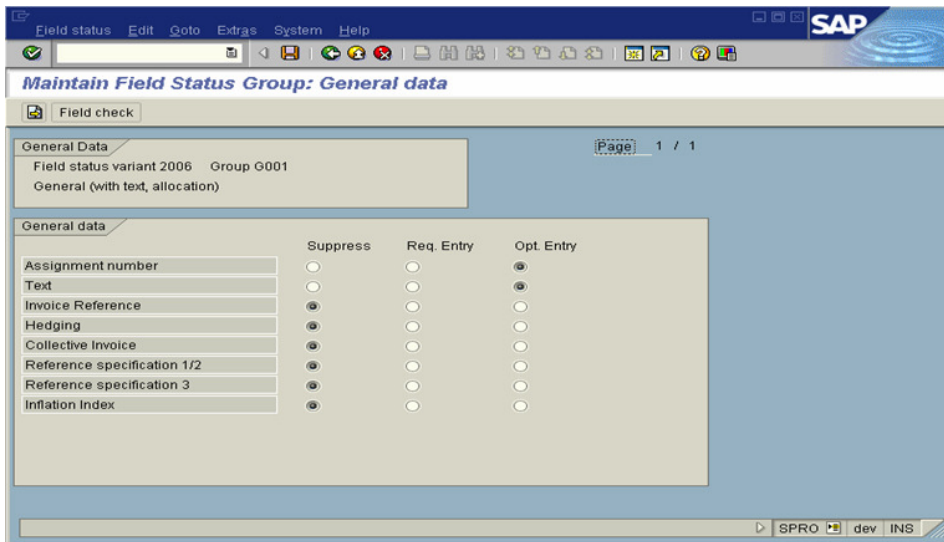 Field status Edit Goto Extras System Help
SAP
Maintain Field Status Group: General data
Field check
General Data
Page 1 / 1
Field status variant 2006 Group G001
General (with text, allocation)
General data
Suppress Req. Entry Opt. Entry
Assignment number
Text
Invoice Reference
Hedging
Collective Invoice
Reference specification 1/2
Reference specification 3
Inflation Index
SPRO dev INS